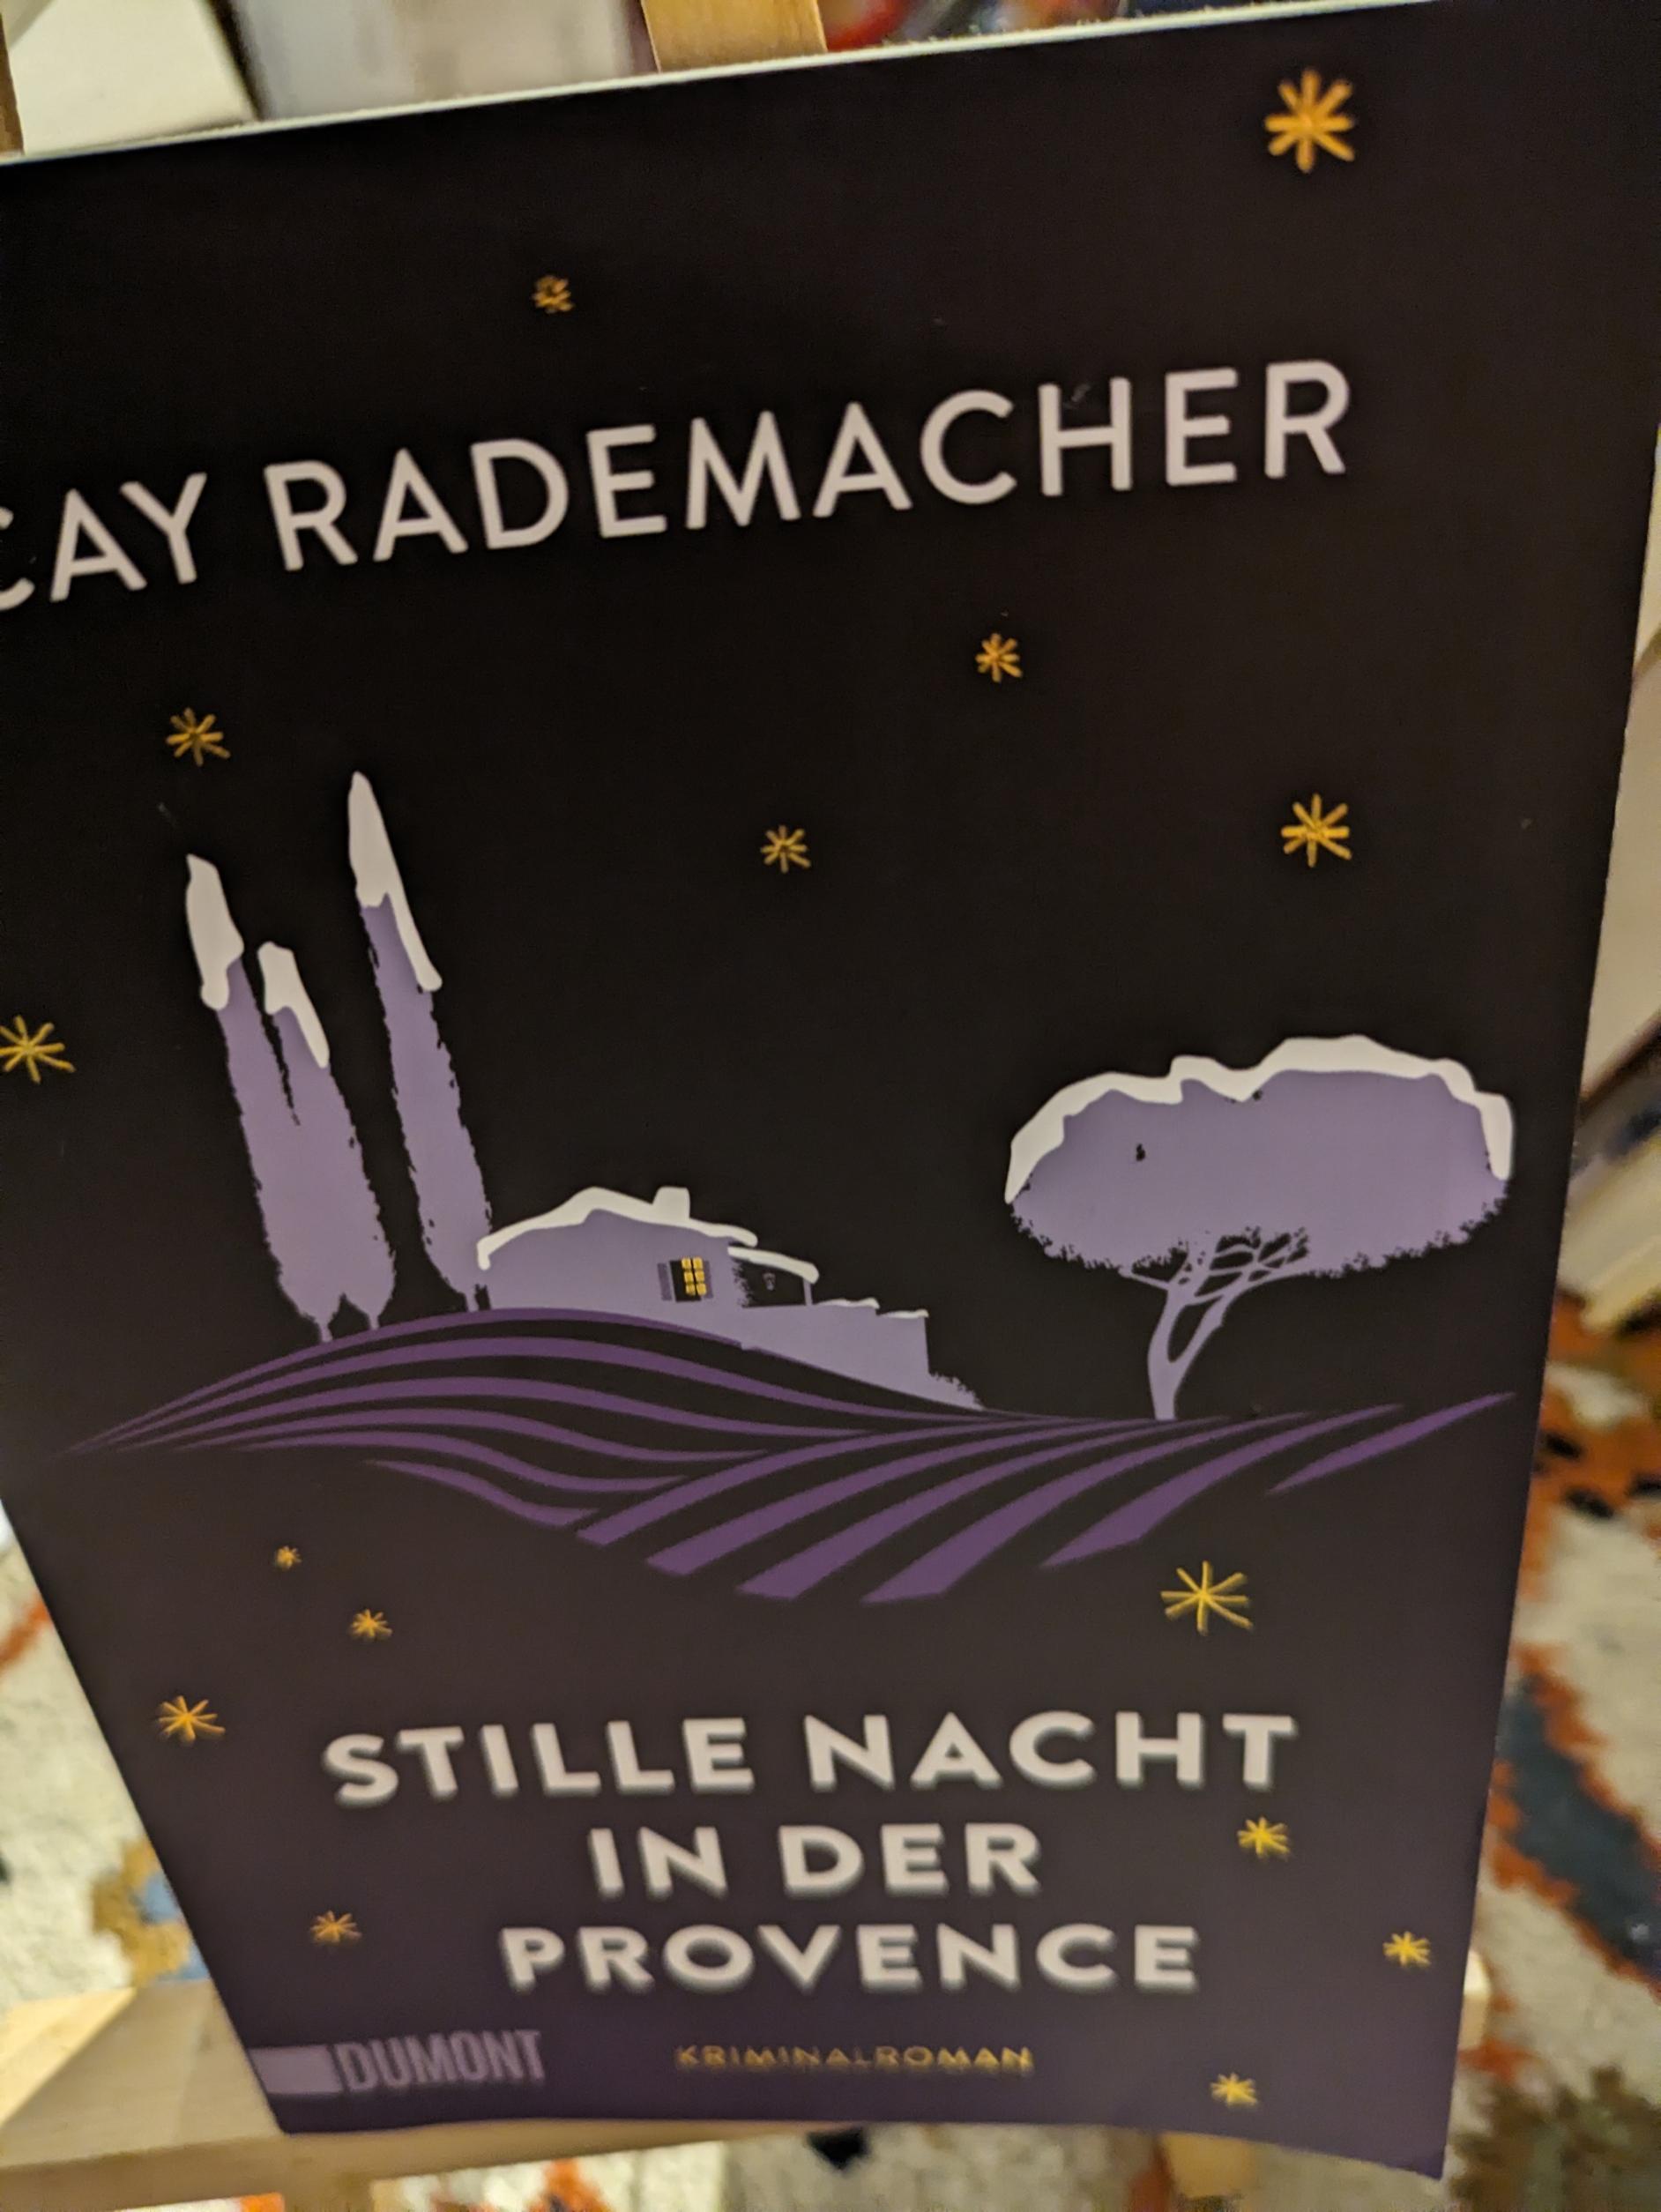 CAY RADEMACHER
STILLE NACHT
IN DER
PROVENCE
DUMONT
KRIMINALROMAN